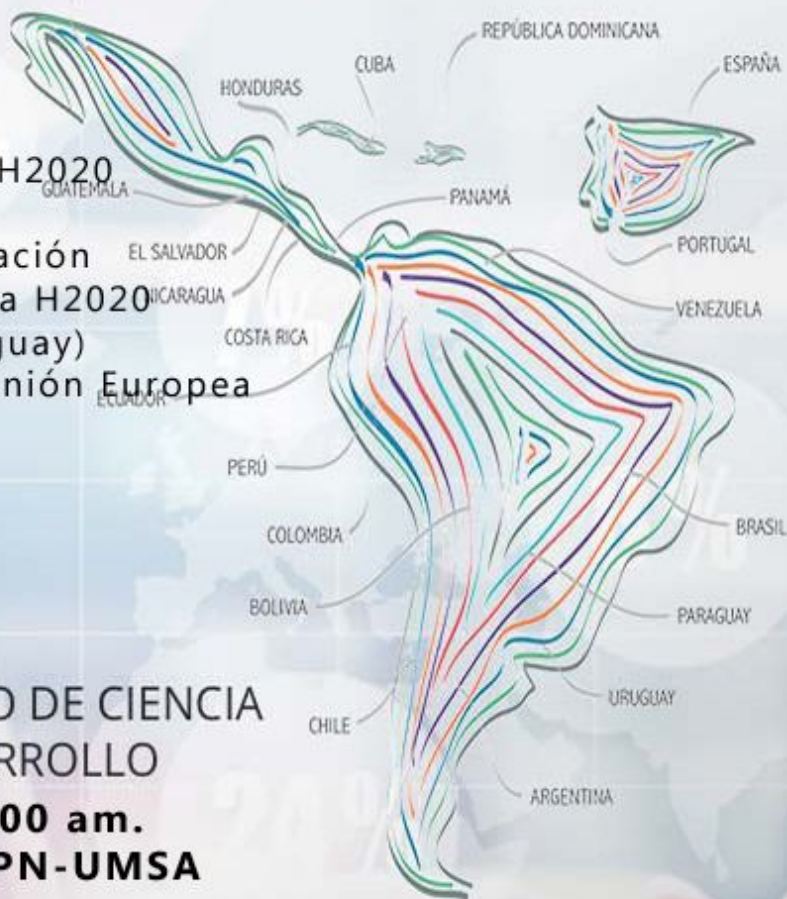 REPÚBLICA DOMINICANA
CUBA
ESPAÑA
HONDURAS
H2020
GUATEMALA
PANAMÁ
PORTUGAL
ación
EL SALVADOR
a H2020
NICARAGUA
VENEZUELA
guay)
COSTA RICA
nión Europea
ECUADOR
PERÚ
BRASIL
COLOMBIA
BOLIVIA
PARAGUAY
O DE CIENCIA
URUGUAY
CHILE
RROLLO
ARGENTINA
24%
00 am.
PN-UMSA